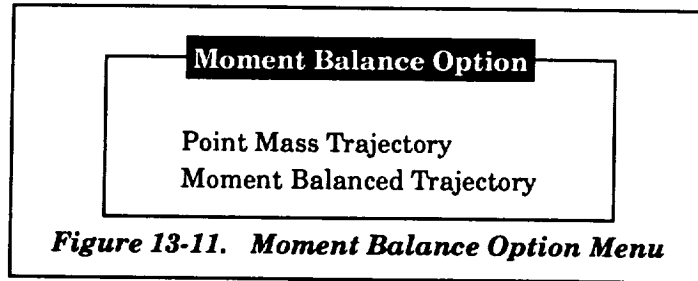 Moment Balance Option
Point Mass Trajectory
Moment Balanced Trajectory
Figure 13-11. Moment Balance Option Menu